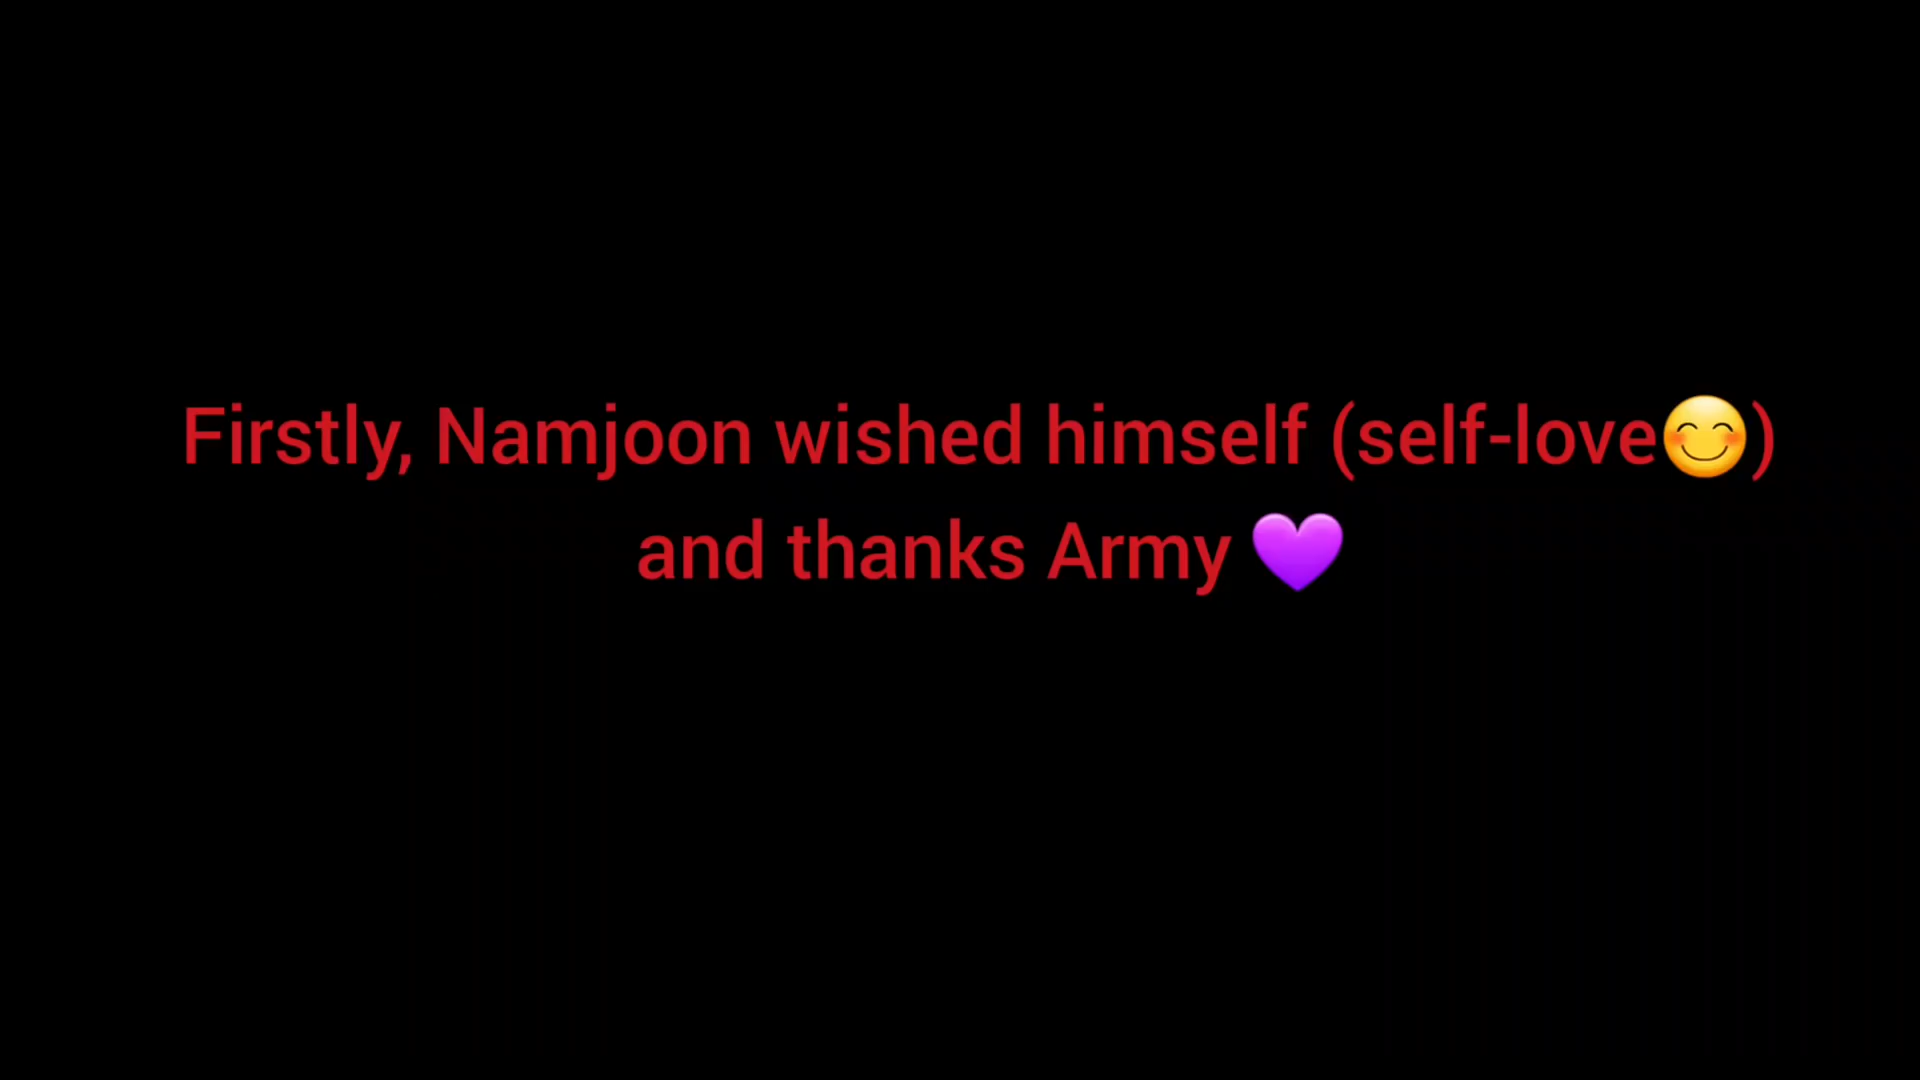 Firstly, Namjoon wished himself (self-love😊)
and thanks Army 💜